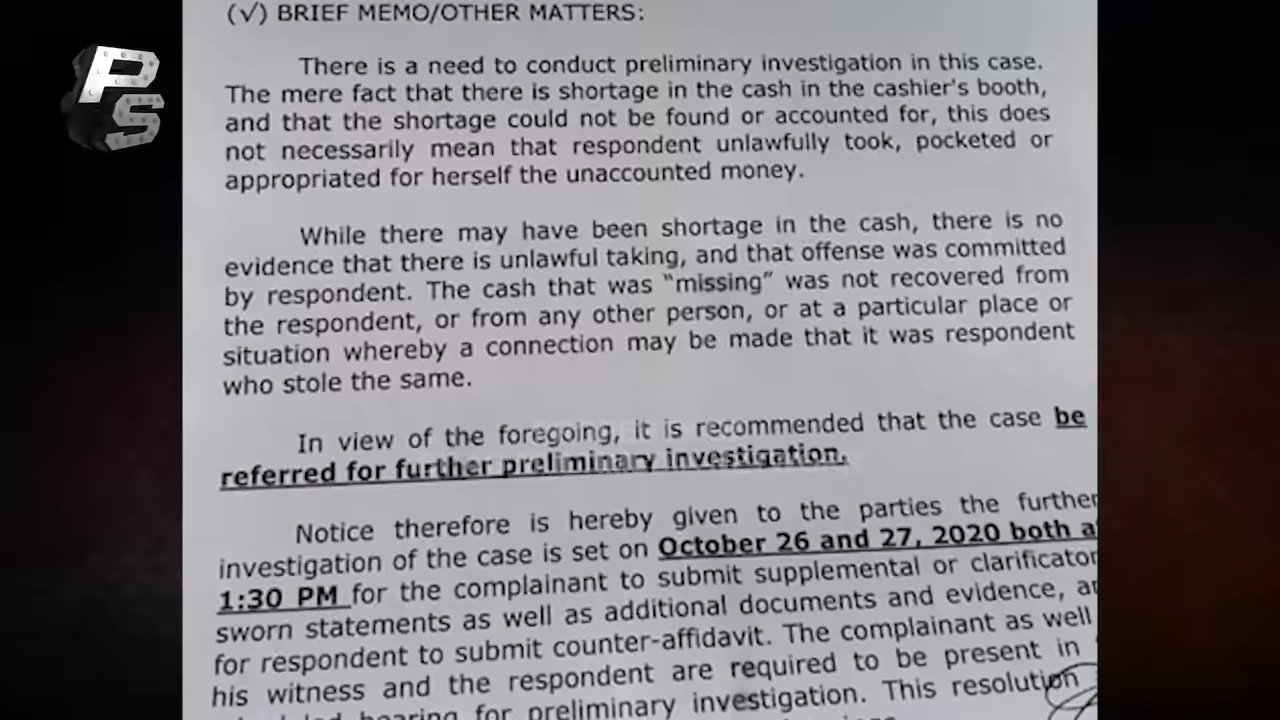 PS
(√) BRIEF MEMO/OTHER MATTERS:
There is a need to conduct preliminary investigation in this case.
The mere fact that there is shortage in the cash in the cashier's booth,
and that the shortage could not be found or accounted for, this does
not necessarily mean that respondent unlawfully took, pocketed or
appropriated for herself the unaccounted money.
While there may have been shortage in the cash, there is no
evidence that there is unlawful taking, and that offense was committed
by respondent. The cash that was “missing” was not recovered from
the respondent, or from any other person, or at a particular place or
situation whereby a connection may be made that it was respondent
who stole the same.
In view of the foregoing, it is recommended that the case be
referred for further preliminary investigation.
Notice therefore is hereby given to the parties the further
investigation of the case is set on October 26 and 27, 2020 both
1:30 PM for the complainant to submit supplemental or
sworn statements as well as additional documents and evidence,
for respondent to submit counter-affidavit. The complainant as well
his witness and the respondent are required to be present in
hearing for preliminary investigation. This resolution